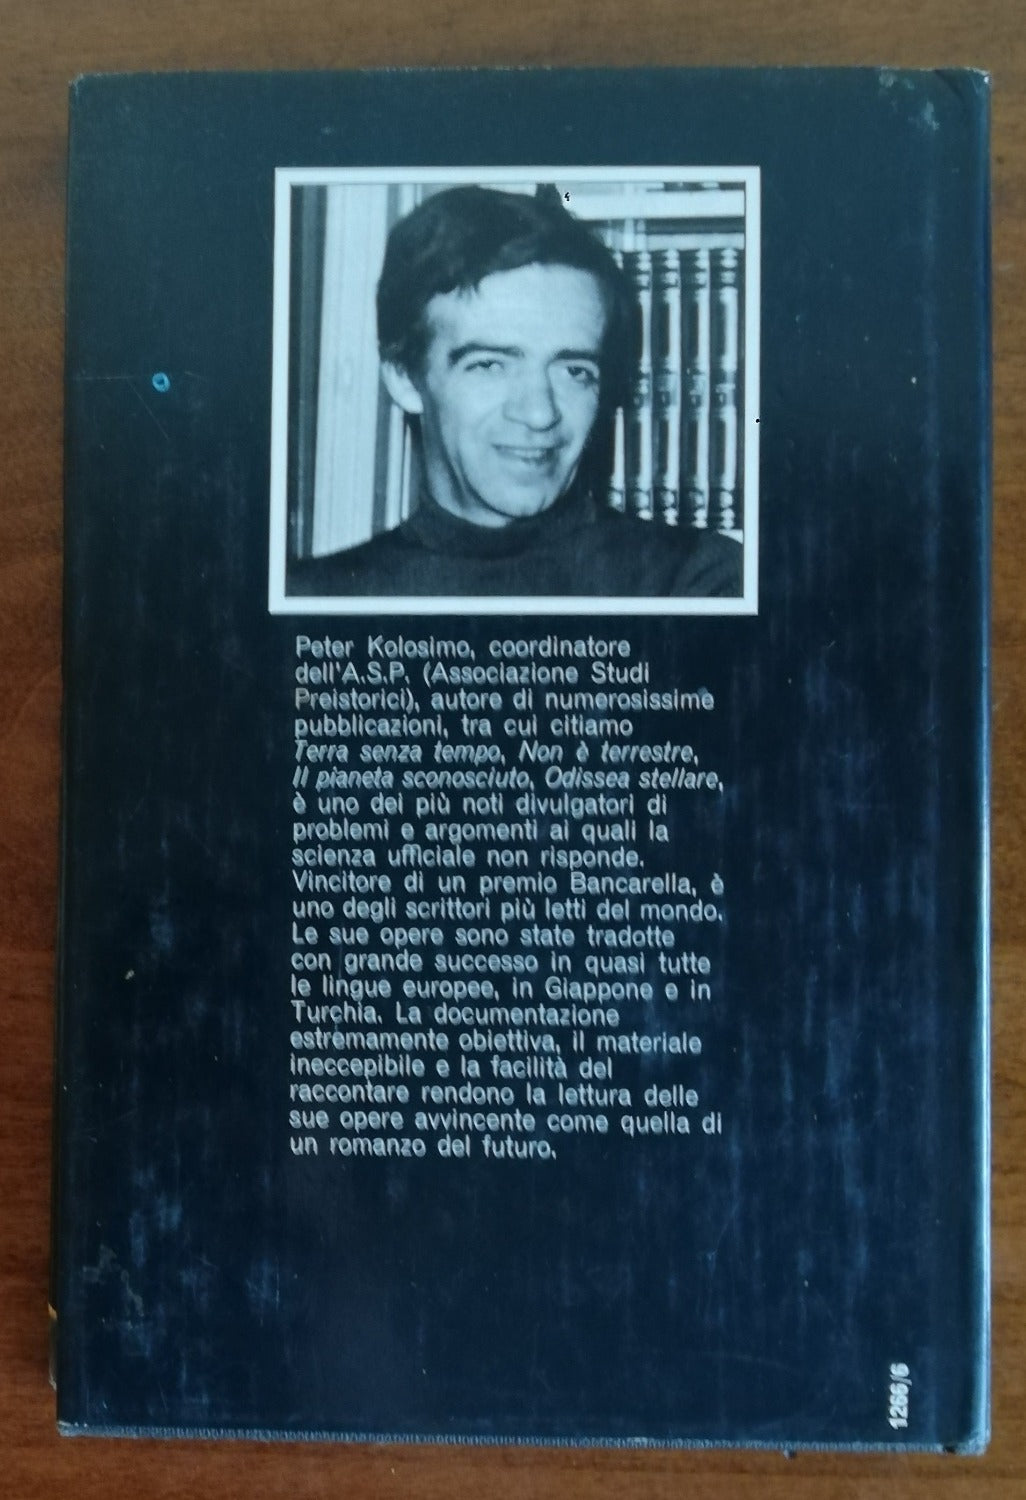 Peter Kolosimo, coordinatore
dell'A.S.P. (Associazione Studi
Preistorici), autore di numerosissime
pubblicazioni, tra cui citiamo
Terra senza tempo, Non è terrestre,
Il pianeta sconosciuto, Odissea stellare,
è uno dei più noti divulgatori di
problemi e argomenti ai quali la
scienza ufficiale non risponde.
Vincitore di un premio Bancarella, è
uno degli scrittori più letti del mondo.
Le sue opere sono state tradotte
con grande successo in quasi tutte
le lingue europee, in Giappone e in
Turchia. La documentazione
estremamente obiettiva, il materiale
ineccepibile e la facilità del
raccontare rendono la lettura delle
sue opere avvincente come quella di
un romanzo del futuro.
1266/6